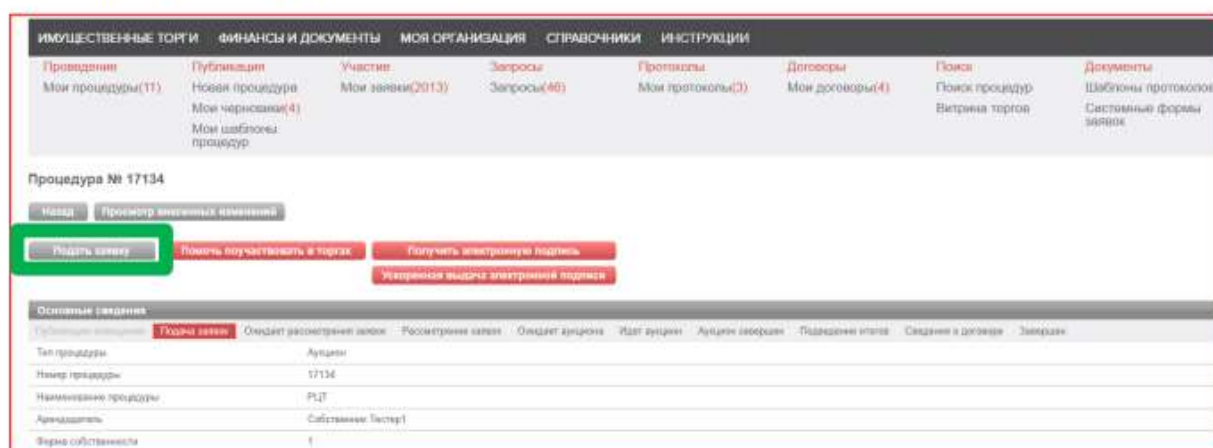 ИМУЩЕСТВЕННЫЕ ТОРГИ ФИНАНСЫ И ДОКУМЕНТЫ МОЯ ОРГАНИЗАЦИЯ СПРАВОЧНИКИ ИНСТРУКЦИИ
Проведение Публикация Участие Запросы Протоколы Договоры Поиск Документы
Мои процедуры(11) Новая процедура Мои заявки(2013) Запросы(46) Мои протоколы(3) Мои договоры(4) Поиск процедур Шаблоны протоколов
Мои черновики(4) Витрина торгов Системные формы
Мои шаблоны заявок
процедур
Процедура № 17134
Назад Просмотр внесенных изменений
Подать заявку Помочь поучаствовать в торгах Получить электронную подпись
Ускоренная выдача электронной подписи
Основные сведения
Публикация извещения Подача заявок Ожидает рассмотрения заявок Рассмотрение заявок Ожидает аукциона Идет аукцион Аукцион завершен Подведение итогов Сведения о договоре Завершен
Тип процедуры Аукцион
Номер процедуры 17134
Наименование процедуры РЦТ
Арендодатель Собственник Тестер1
Форма собственности 1